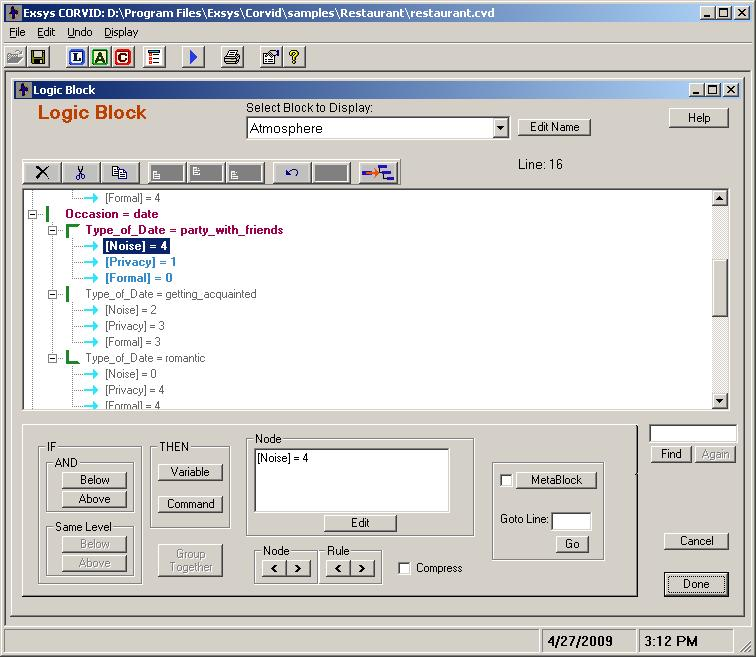 Exsys CORVID: D:\Program Files\Exsys\Corvid\samples\Restaurant\restaurant.cvd
File Edit Undo Display
L A C ?
Logic Block
Logic Block
Select Block to Display:
Atmosphere
Edit Name
Help
Line: 16
[Formal] = 4
Occasion = date
Type_of_Date = party_with_friends
[Noise] = 4
[Privacy] = 1
[Formal] = 0
Type_of_Date = getting_acquainted
[Noise] = 2
[Privacy] = 3
[Formal] = 3
Type_of_Date = romantic
[Noise] = 0
[Privacy] = 4
[Formal] = 4
IF
AND
Below
Above
Same Level
Below
Above
THEN
Variable
Command
Group
Together
Node
[Noise] = 4
Edit
Node
< >
Rule
< >
Compress
MetaBlock
Goto Line:
Go
Find Again
Cancel
Done
4/27/2009 3:12 PM